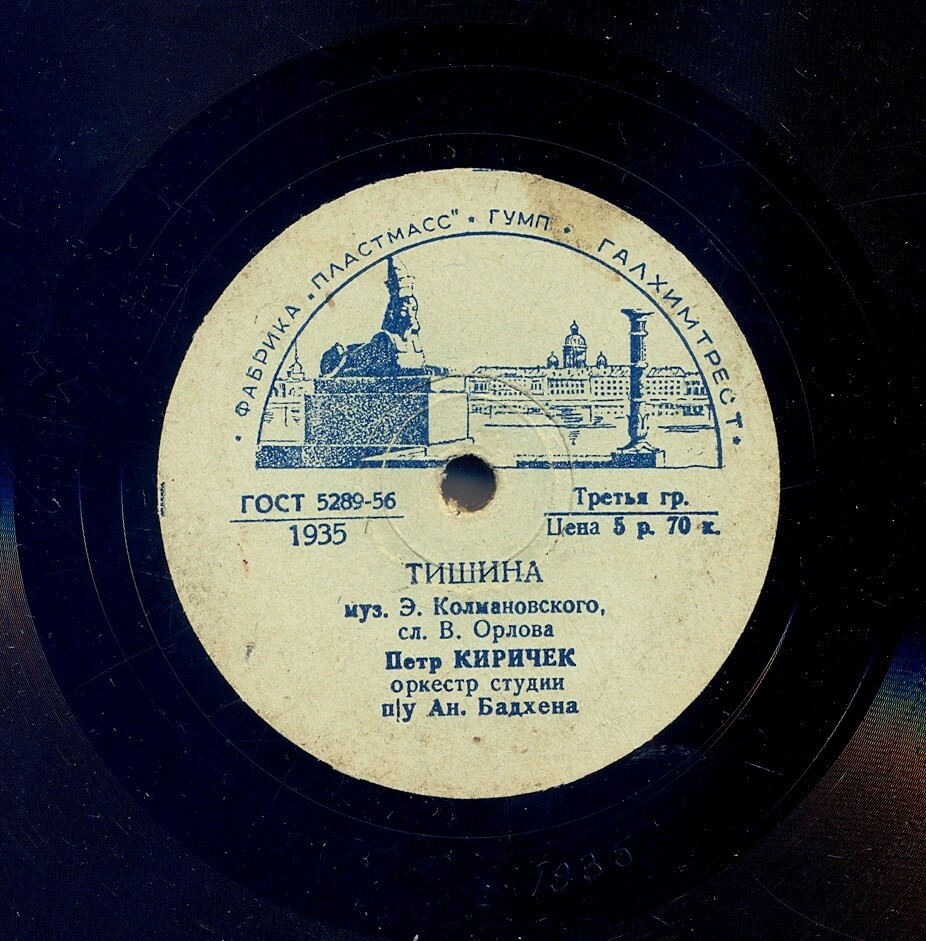 • ФАБРИКА „ПЛАСТМАСС" • ГУМП • ГАЛХИМТРЕСТ •
ГОСТ 5289-56
1935
Третья гр.
Цена 5 р. 70 к.
ТИШИНА
муз. Э. Колмановского,
сл. В. Орлова
Петр КИРИЧЕК
оркестр студии
п/у Ан. Бадхена
1935